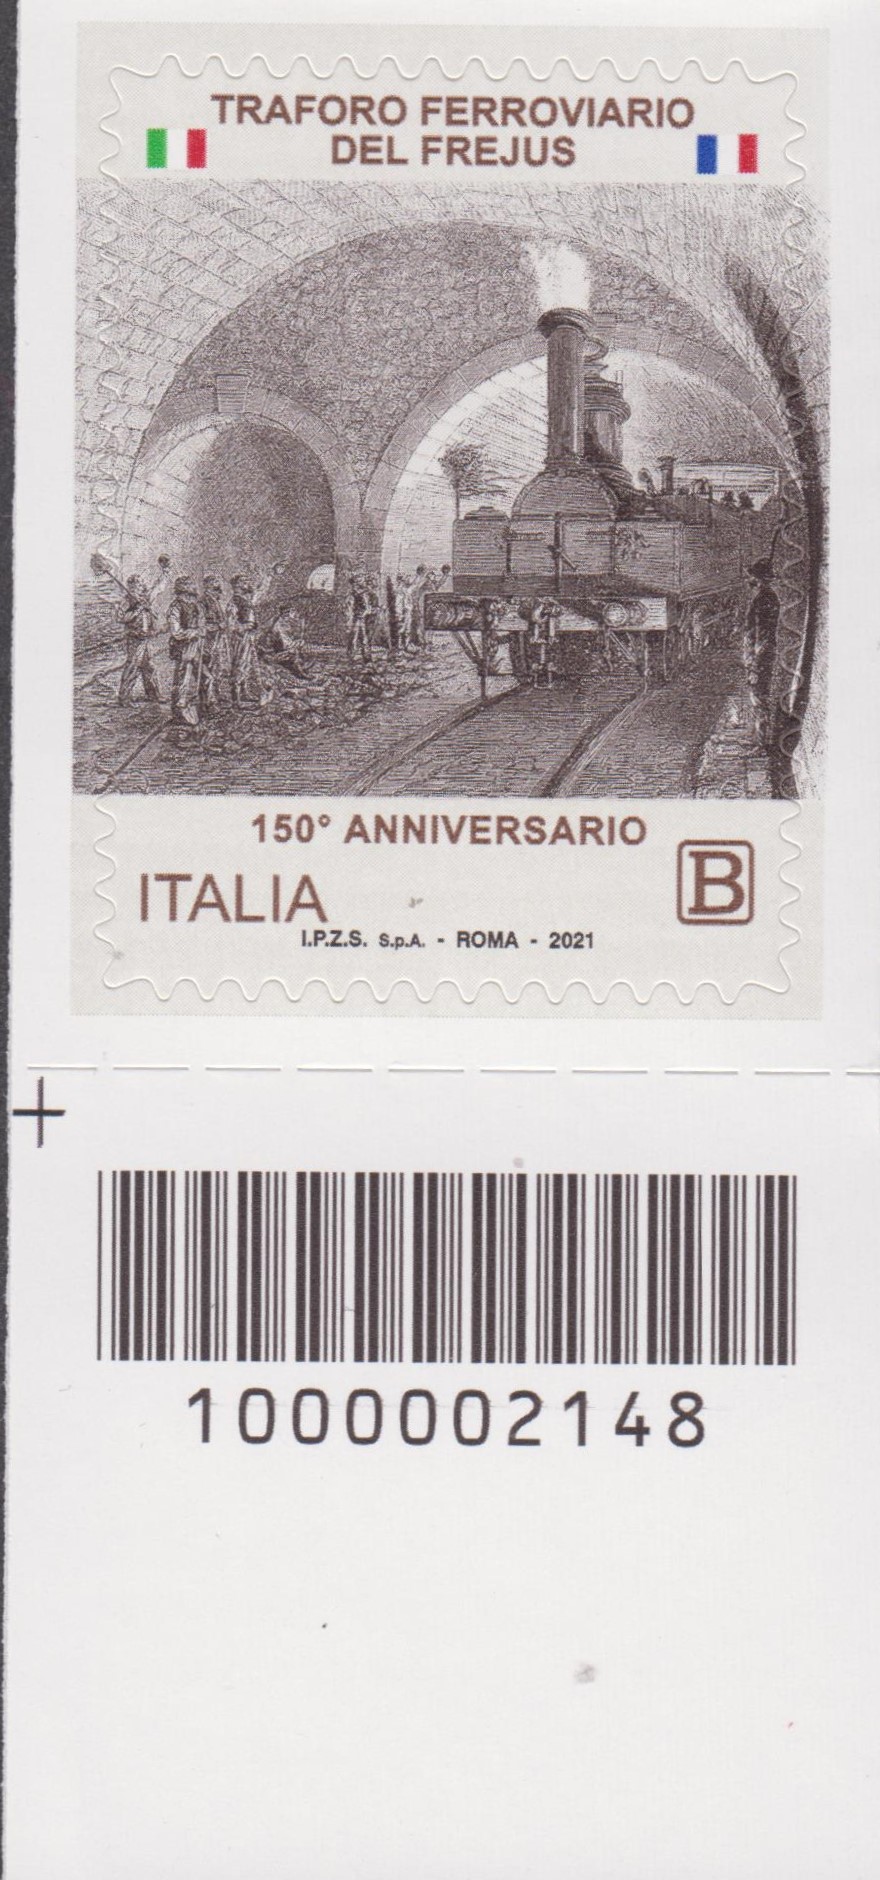 TRAFORO FERROVIARIO
DEL FREJUS
150° ANNIVERSARIO
ITALIA
B
I.P.Z.S. S.p.A. - ROMA - 2021
1000002148